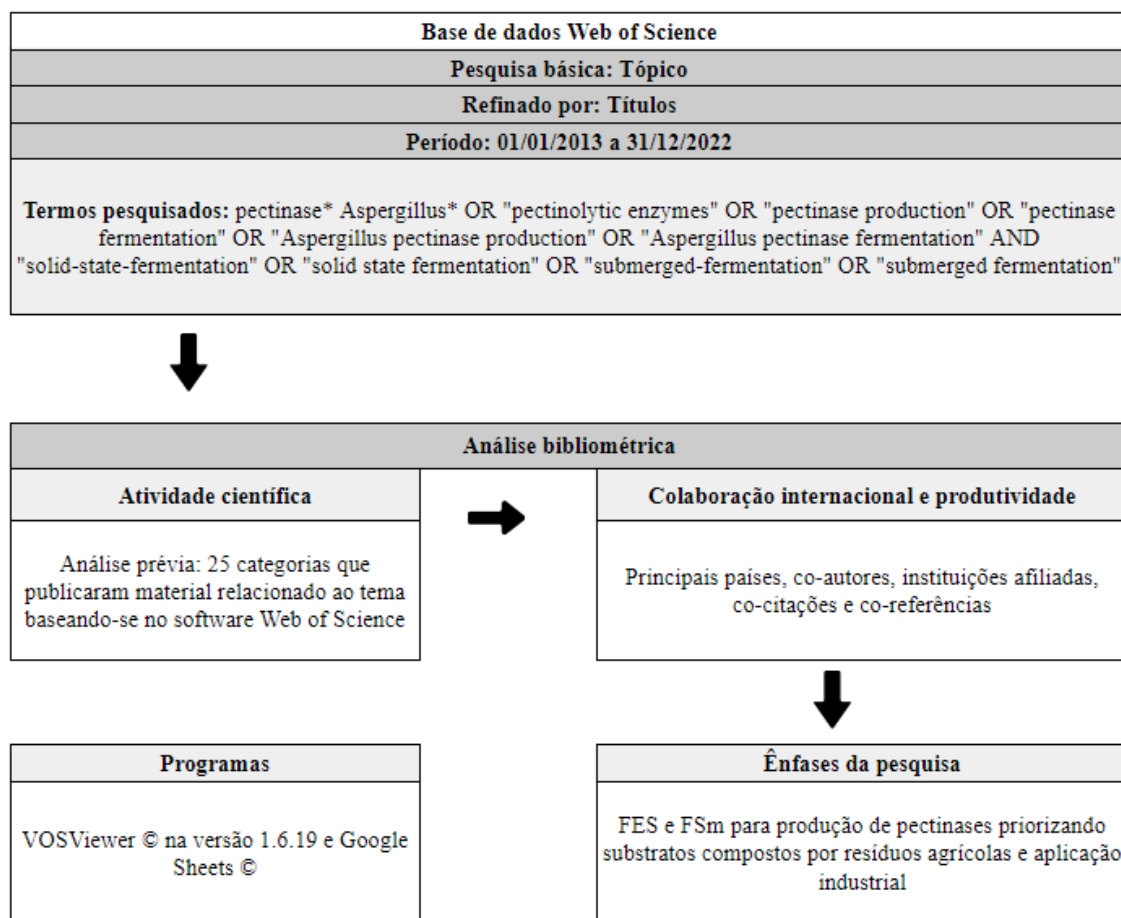 Base de dados Web of Science
Pesquisa básica: Tópico
Refinado por: Títulos
Período: 01/01/2013 a 31/12/2022
Termos pesquisados: pectinase* Aspergillus* OR "pectinolytic enzymes" OR "pectinase production" OR "pectinase
fermentation" OR "Aspergillus pectinase production" OR "Aspergillus pectinase fermentation" AND
"solid-state-fermentation" OR "solid state fermentation" OR "submerged-fermentation" OR "submerged fermentation"
Análise bibliométrica
Atividade científica
Análise prévia: 25 categorias que
publicaram material relacionado ao tema
baseando-se no software Web of Science
Colaboração internacional e produtividade
Principais países, co-autores, instituições afiliadas,
co-citações e co-referências
Programas
VOSViewer © na versão 1.6.19 e Google
Sheets ©
Ênfases da pesquisa
FES e FSm para produção de pectinases priorizando
substratos compostos por resíduos agrícolas e aplicação
industrial